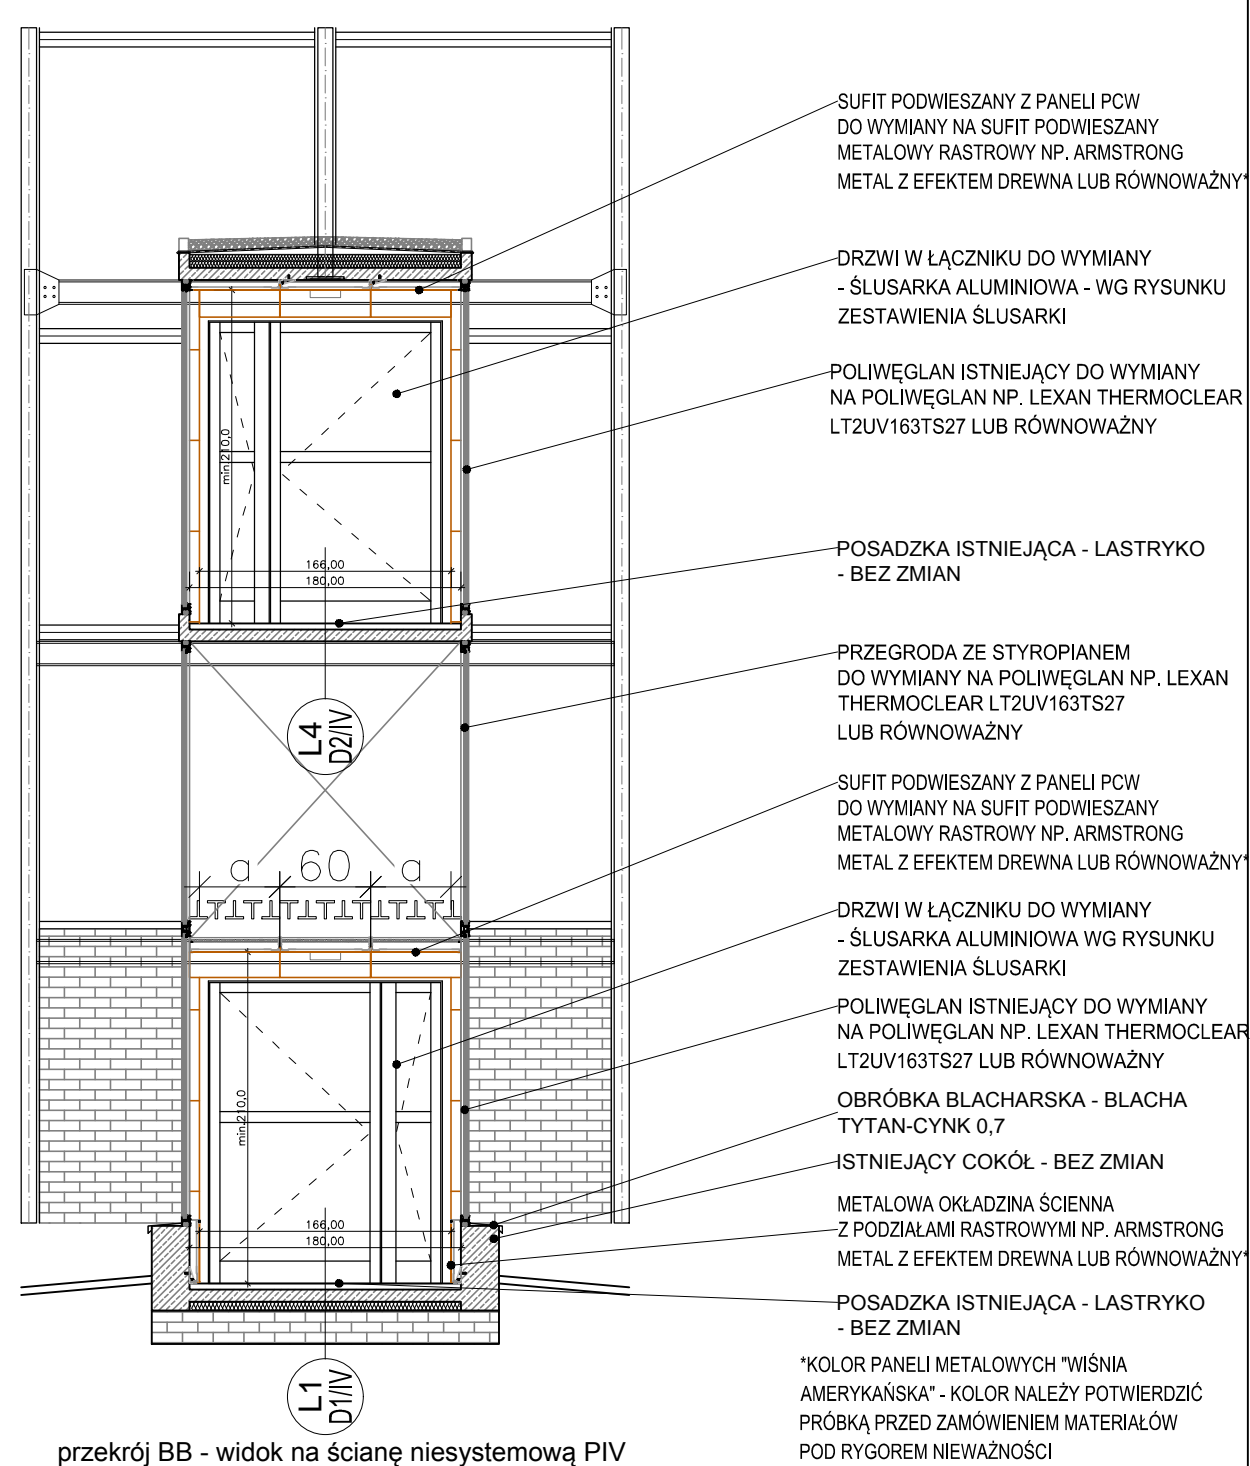 SUFIT PODWIESZANY Z PANELI PCW
DO WYMIANY NA SUFIT PODWIESZANY
METALOWY RASTROWY NP. ARMSTRONG
METAL Z EFEKTEM DREWNA LUB RÓWNOWAŻNY*
DRZWI W ŁĄCZNIKU DO WYMIANY
- ŚLUSARKA ALUMINIOWA - WG RYSUNKU
ZESTAWIENIA ŚLUSARKI
POLIWĘGLAN ISTNIEJĄCY DO WYMIANY
NA POLIWĘGLAN NP. LEXAN THERMOCLEAR
LT2UV163TS27 LUB RÓWNOWAŻNY
min.210,0
166,00
180,00
POSADZKA ISTNIEJĄCA - LASTRYKO
- BEZ ZMIAN
PRZEGRODA ZE STYROPIANEM
DO WYMIANY NA POLIWĘGLAN NP. LEXAN
THERMOCLEAR LT2UV163TS27
LUB RÓWNOWAŻNY
L4
D2/IV
SUFIT PODWIESZANY Z PANELI PCW
DO WYMIANY NA SUFIT PODWIESZANY
METALOWY RASTROWY NP. ARMSTRONG
METAL Z EFEKTEM DREWNA LUB RÓWNOWAŻNY*
a 60 a
DRZWI W ŁĄCZNIKU DO WYMIANY
- ŚLUSARKA ALUMINIOWA WG RYSUNKU
ZESTAWIENIA ŚLUSARKI
POLIWĘGLAN ISTNIEJĄCY DO WYMIANY
NA POLIWĘGLAN NP. LEXAN THERMOCLEAR
LT2UV163TS27 LUB RÓWNOWAŻNY
min.210,0
OBRÓBKA BLACHARSKA - BLACHA
TYTAN-CYNK 0,7
ISTNIEJĄCY COKÓŁ - BEZ ZMIAN
METALOWA OKŁADZINA ŚCIENNA
Z PODZIAŁAMI RASTROWYMI NP. ARMSTRONG
METAL Z EFEKTEM DREWNA LUB RÓWNOWAŻNY*
166,00
180,00
POSADZKA ISTNIEJĄCA - LASTRYKO
- BEZ ZMIAN
L1
D1/IV
*KOLOR PANELI METALOWYCH "WIŚNIA
AMERYKAŃSKA" - KOLOR NALEŻY POTWIERDZIĆ
PRÓBKĄ PRZED ZAMÓWIENIEM MATERIAŁÓW
POD RYGOREM NIEWAŻNOŚCI
przekrój BB - widok na ścianę niesystemową PIV